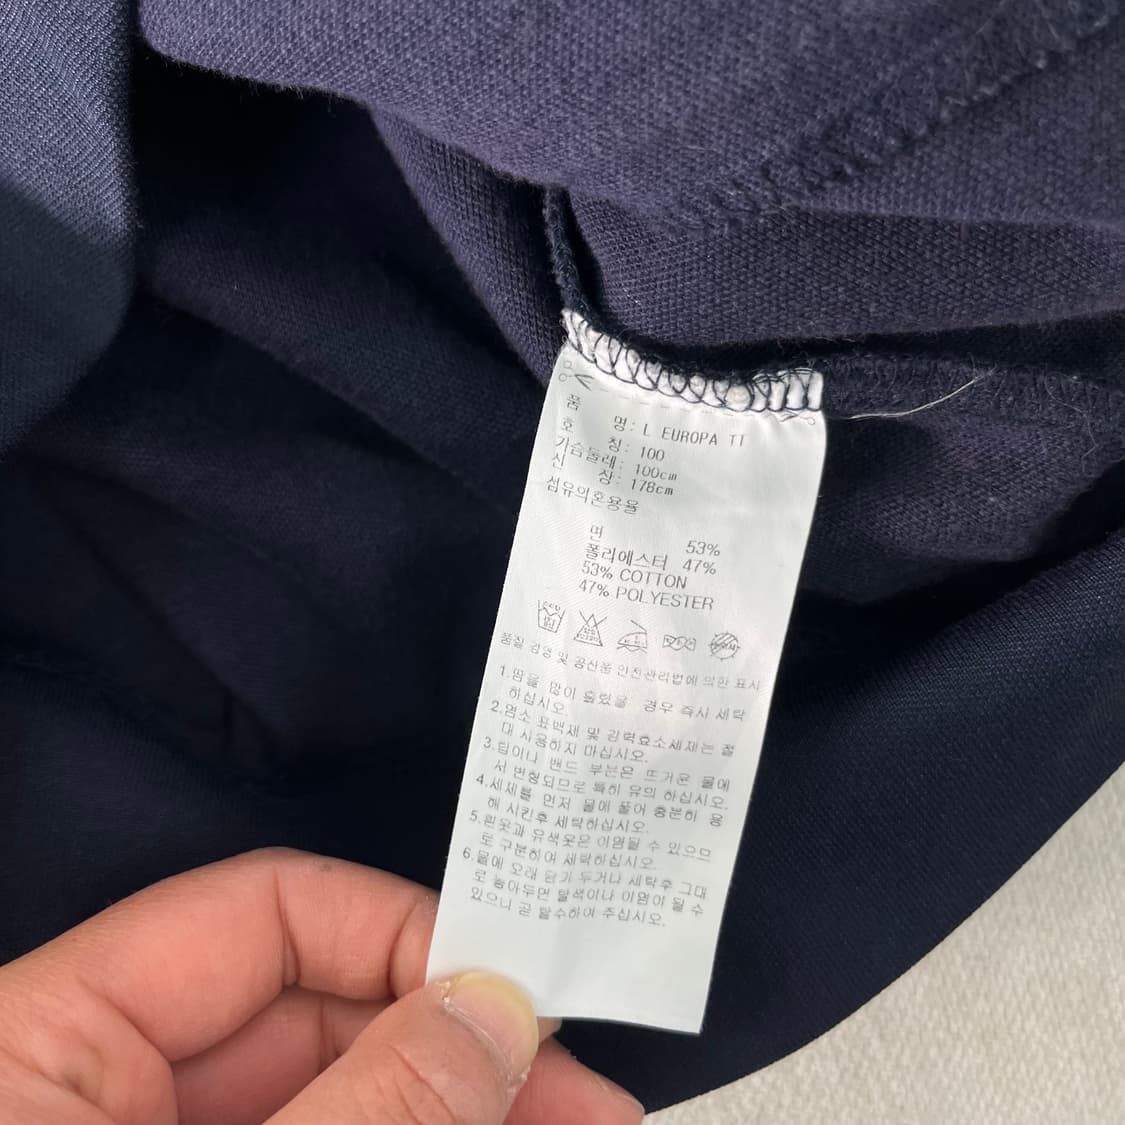 품 명: L EUROPA TT
호 칭: 100
가슴둘레: 100cm
신 장: 178cm
섬유의혼용율
면 53%
폴리에스터 47%
53% COTTON
47% POLYESTER
품질 경영 및 공산품 안전관리법에 의한 표시
1.땀을 많이 흘렸을 경우 즉시 세탁
하십시오.
2.염소 표백제 및 강력효소세제는 절
대 사용하지 마십시오.
3.립이나 밴드 부분은 뜨거운 물에
서 변형되므로 특히 유의 하십시오.
4.세제를 먼저 물에 풀어 충분히 용
해 시킨후 세탁하십시오.
5.흰옷과 유색옷은 이염될 수 있으므
로 구분하여 세탁하십시오.
6.물에 오래 담가 두거나 세탁후 그대
로 놓아두면 탈색이나 이염이 될 수
있으니 곧 탈수하여 주십시오.